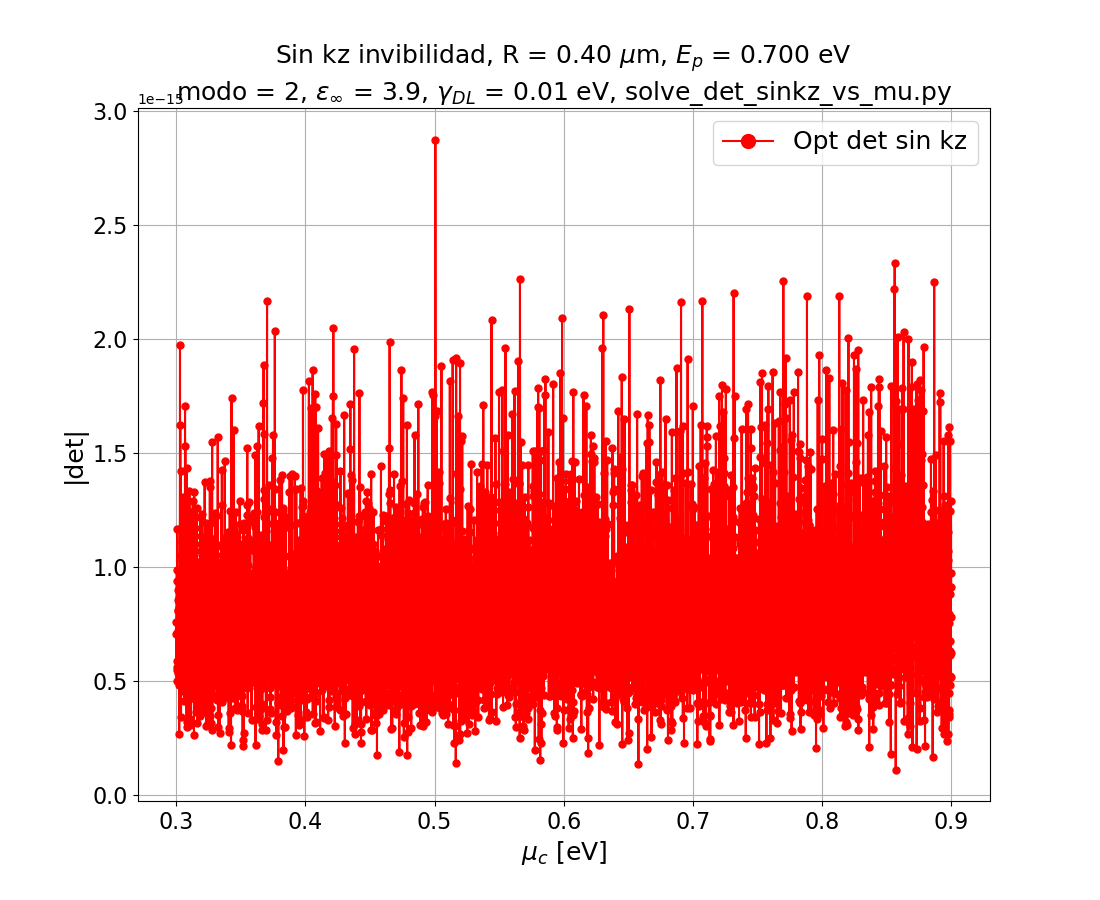 Sin kz invibilidad, R = 0.40 μm, E_p = 0.700 eV
modo = 2, ε_∞ = 3.9, γ_DL = 0.01 eV, solve_det_sinkz_vs_mu.py
1e−15
Opt det sin kz
3.0
2.5
2.0
1.5
1.0
0.5
0.0
|det|
0.3 0.4 0.5 0.6 0.7 0.8 0.9
μ_c [eV]